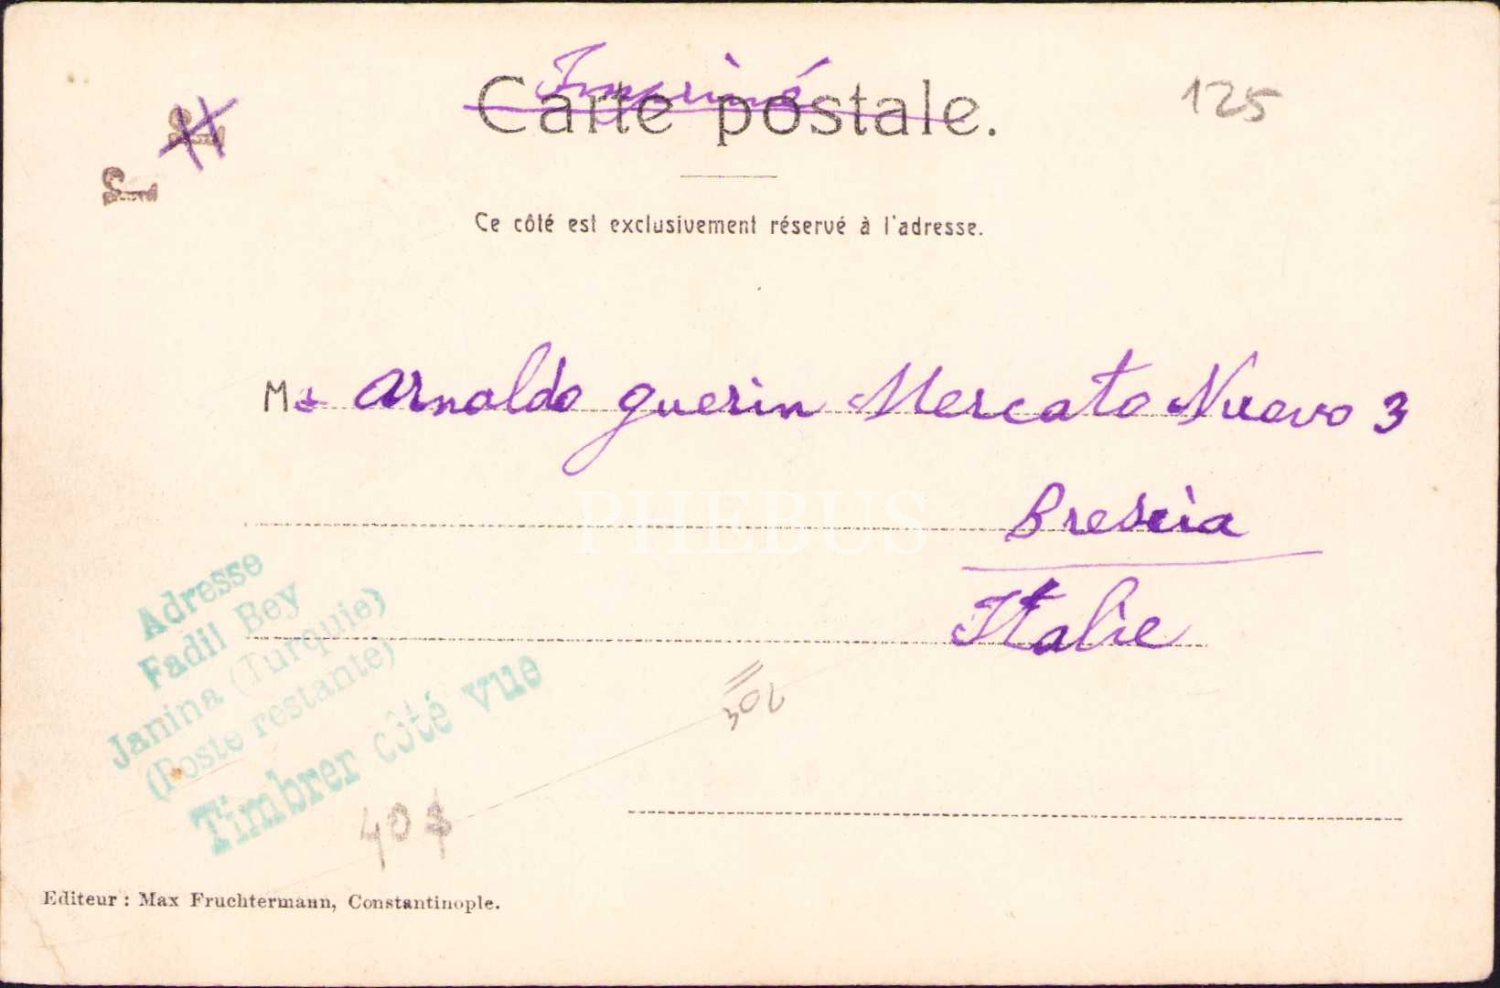 Imprimé
Carte postale.
125
Ce côté est exclusivement réservé à l'adresse.
M. Arnaldo Guerin Mercato Nuovo 3
Brescia
Italie
PHEBUS
Adresse
Fadil Bey
Janina (Turquie)
(Poste restante)
Timbrer côté vue
40 $
Editeur : Max Fruchtermann, Constantinople.